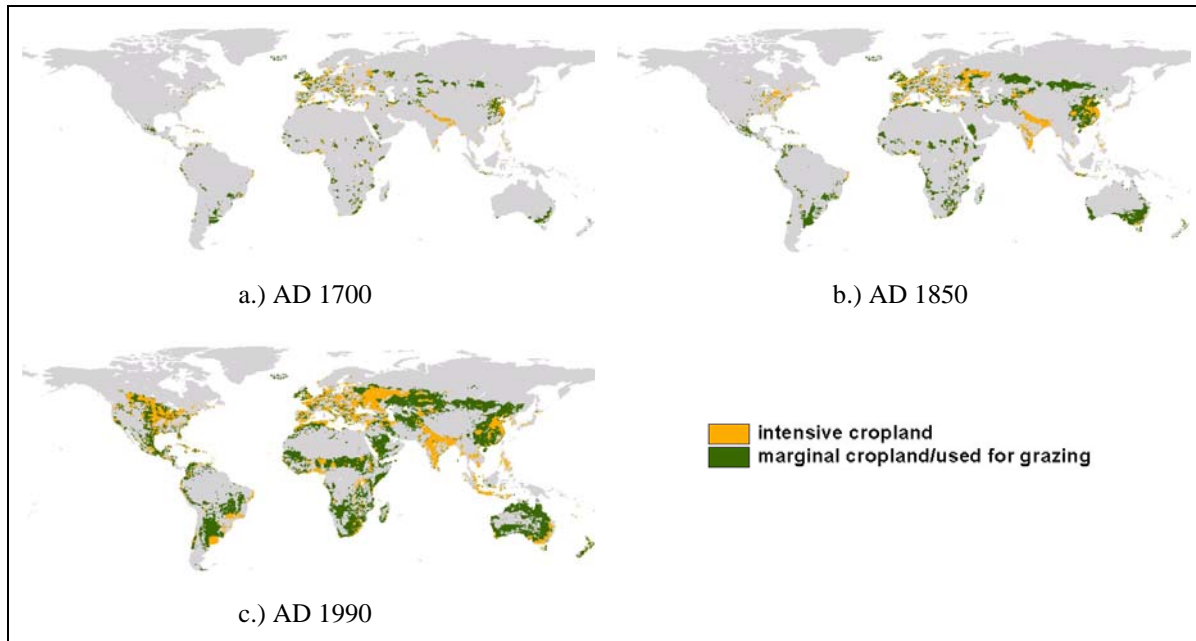 a.) AD 1700
b.) AD 1850
c.) AD 1990
intensive cropland
marginal cropland/used for grazing